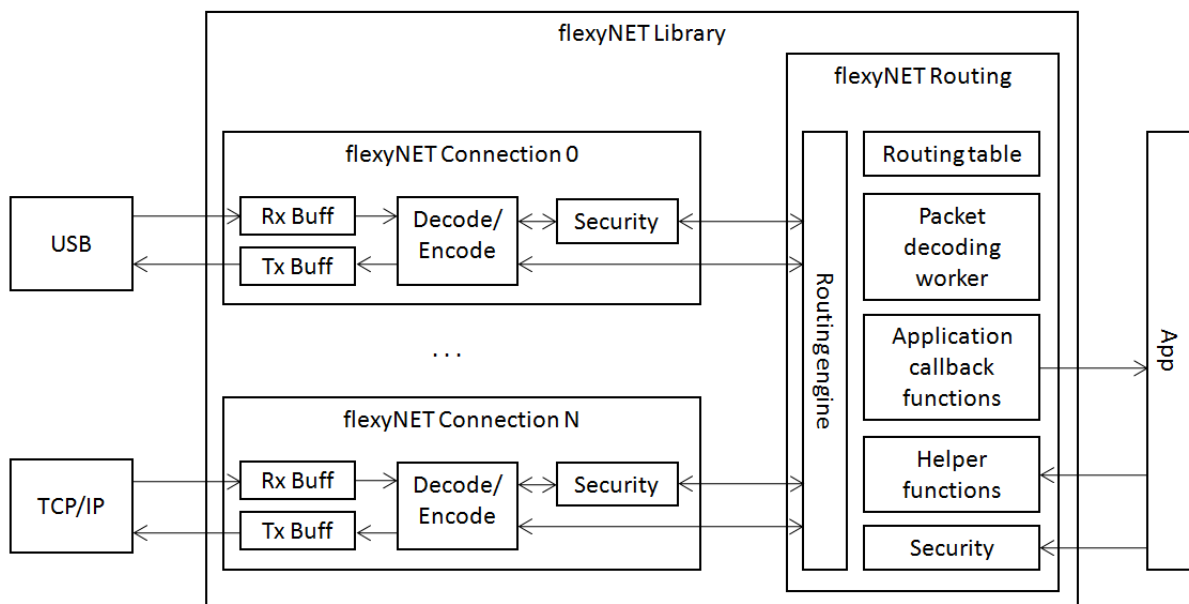 flexyNET Library
flexyNET Routing
flexyNET Connection 0
Routing table
USB
Rx Buff
Tx Buff
Decode/
Encode
Security
Packet
decoding
worker
. . .
Routing engine
Application
callback
functions
App
flexyNET Connection N
TCP/IP
Rx Buff
Tx Buff
Decode/
Encode
Security
Helper
functions
Security